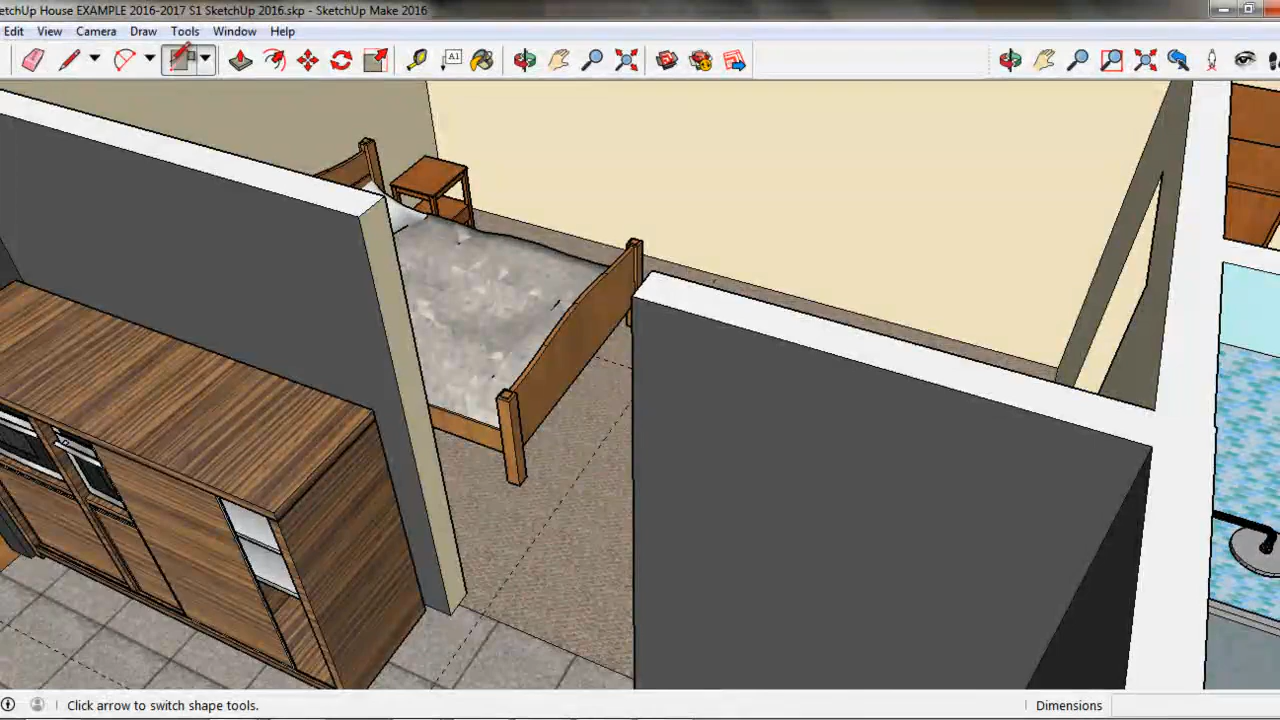 etchUp House EXAMPLE 2016-2017 S1 SketchUp 2016.skp - SketchUp Make 2016
Edit View Camera Draw Tools Window Help
A1
Click arrow to switch shape tools. Dimensions